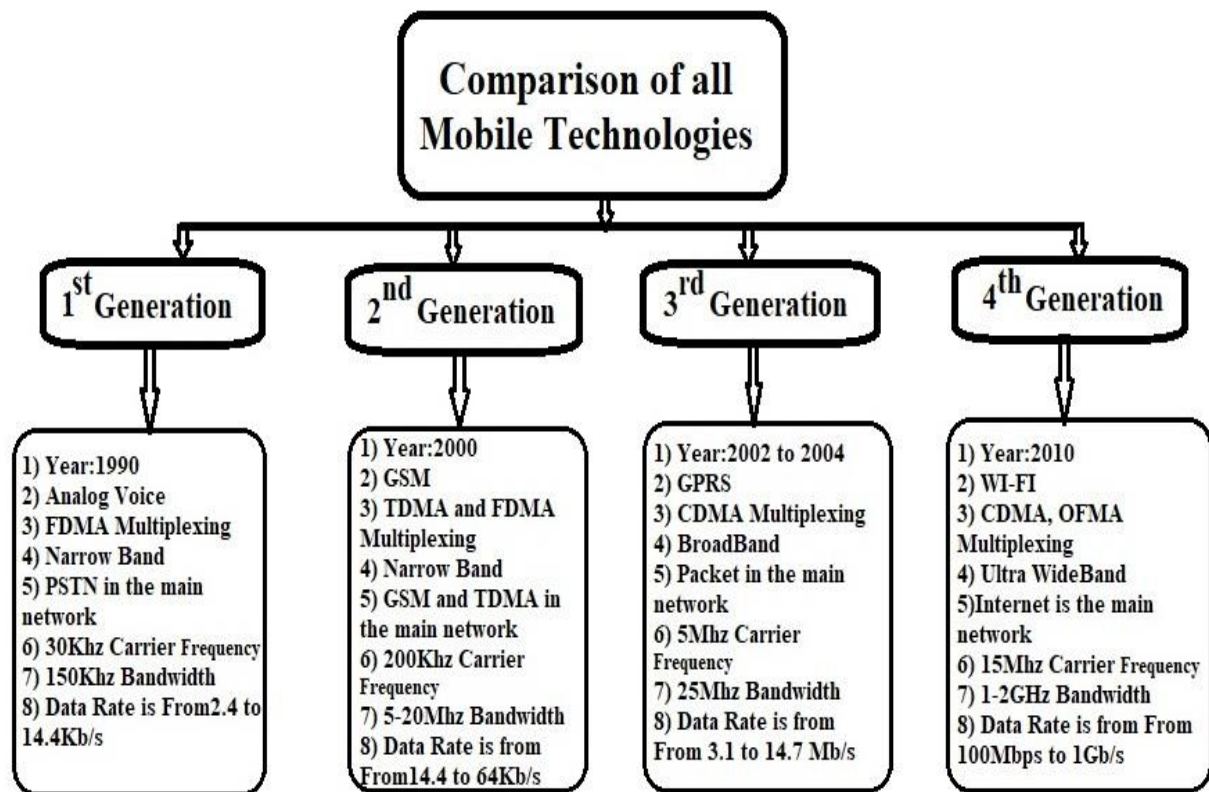 Comparison of all
Mobile Technologies
1st Generation
2nd Generation
3rd Generation
4th Generation
1) Year:1990
2) Analog Voice
3) FDMA Multiplexing
4) Narrow Band
5) PSTN in the main
network
6) 30Khz Carrier Frequency
7) 150Khz Bandwidth
8) Data Rate is From2.4 to
14.4Kb/s
1) Year:2000
2) GSM
3) TDMA and FDMA
Multiplexing
4) Narrow Band
5) GSM and TDMA in
the main network
6) 200Khz Carrier
Frequency
7) 5-20Mhz Bandwidth
8) Data Rate is from
From14.4 to 64Kb/s
1) Year:2002 to 2004
2) GPRS
3) CDMA Multiplexing
4) BroadBand
5) Packet in the main
network
6) 5Mhz Carrier
Frequency
7) 25Mhz Bandwidth
8) Data Rate is from
From 3.1 to 14.7 Mb/s
1) Year:2010
2) WI-FI
3) CDMA, OFMA
Multiplexing
4) Ultra WideBand
5)Internet is the main
network
6) 15Mhz Carrier Frequency
7) 1-2GHz Bandwidth
8) Data Rate is from From
100Mbps to 1Gb/s